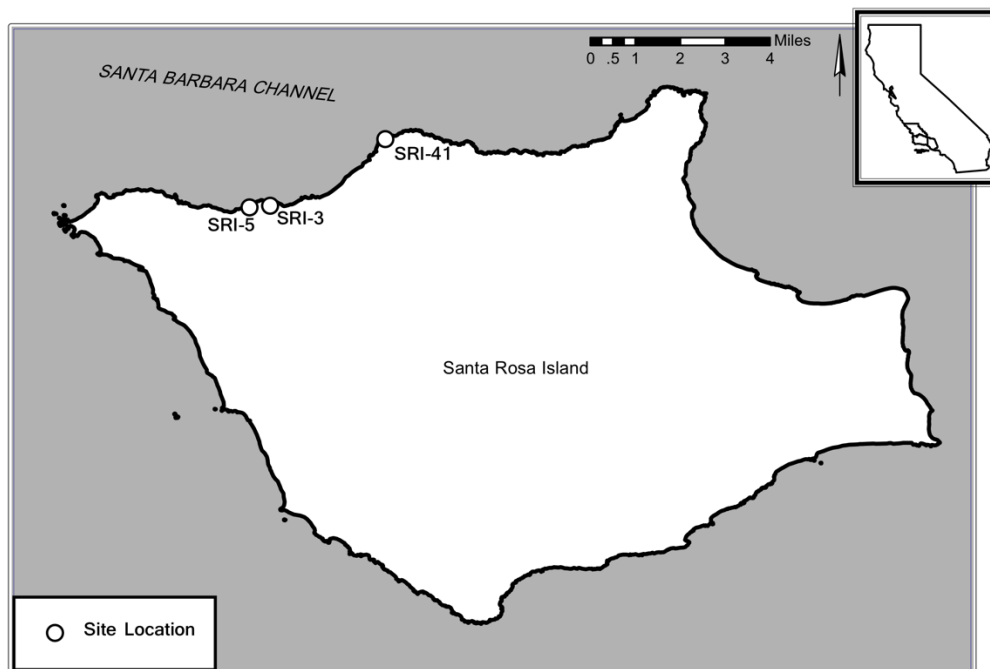 SANTA BARBARA CHANNEL
Miles
0 .5 1 2 3 4
SRI-41
SRI-5
SRI-3
Santa Rosa Island
Site Location